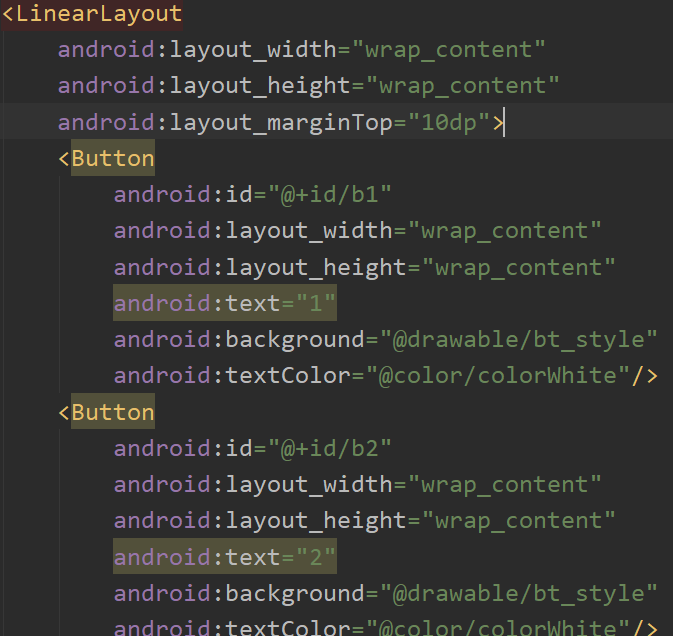 <LinearLayout
android:layout_width="wrap_content"
android:layout_height="wrap_content"
android:layout_marginTop="10dp">
<Button
android:id="@+id/b1"
android:layout_width="wrap_content"
android:layout_height="wrap_content"
android:text="1"
android:background="@drawable/bt_style"
android:textColor="@color/colorWhite"/>
<Button
android:id="@+id/b2"
android:layout_width="wrap_content"
android:layout_height="wrap_content"
android:text="2"
android:background="@drawable/bt_style"
android:textColor="@color/colorWhite"/>